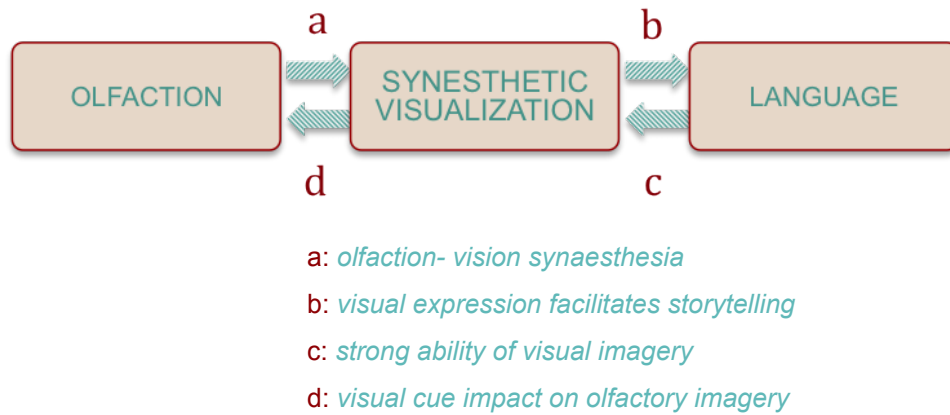 a
b
OLFACTION
SYNESTHETIC
VISUALIZATION
LANGUAGE
d
c
a: olfaction- vision synaesthesia
b: visual expression facilitates storytelling
c: strong ability of visual imagery
d: visual cue impact on olfactory imagery